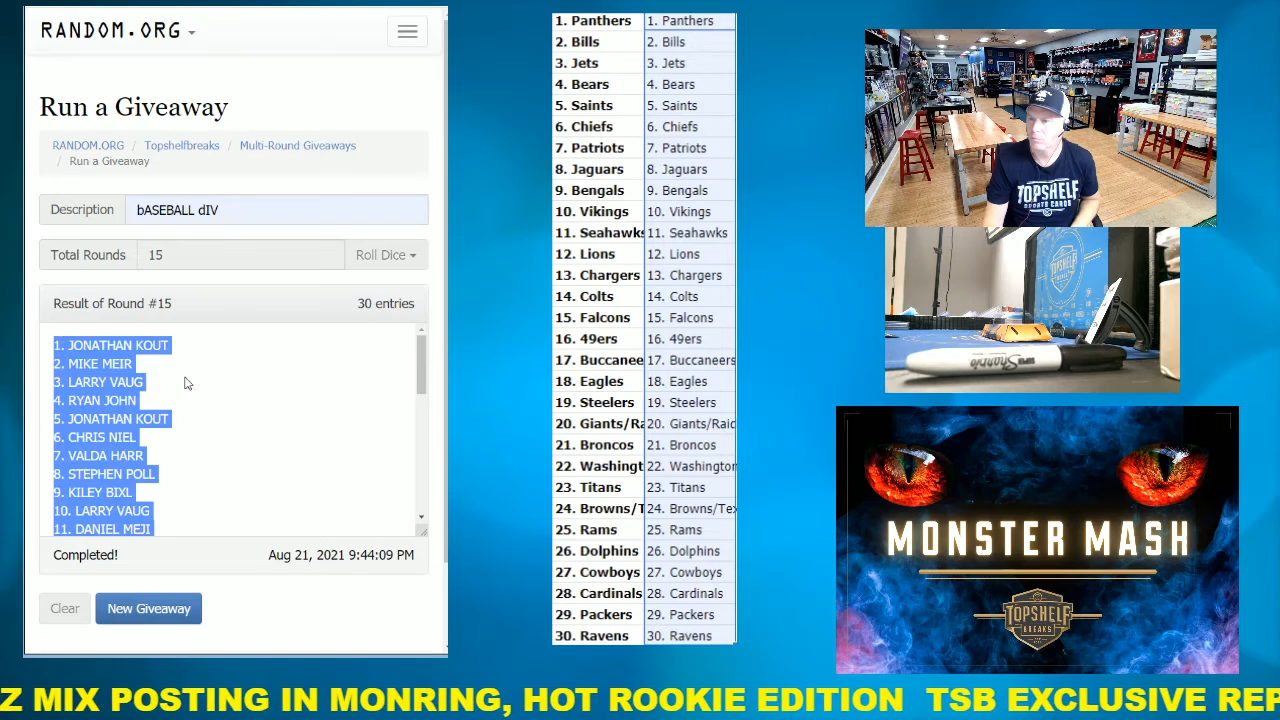 RANDOM.ORG
Run a Giveaway
RANDOM.ORG / Topshelfbreaks / Multi-Round Giveaways
/ Run a Giveaway
Description bASEBALL dIV
Total Rounds 15 Roll Dice
Result of Round #15 30 entries
1. JONATHAN KOUT
2. MIKE MEIR
3. LARRY VAUG
4. RYAN JOHN
5. JONATHAN KOUT
6. CHRIS NIEL
7. VALDA HARR
8. STEPHEN POLL
9. KILEY BIXL
10. LARRY VAUG
11. DANIEL MEJI
Completed! Aug 21, 2021 9:44:09 PM
Clear New Giveaway
1. Panthers 1. Panthers
2. Bills 2. Bills
3. Jets 3. Jets
4. Bears 4. Bears
5. Saints 5. Saints
6. Chiefs 6. Chiefs
7. Patriots 7. Patriots
8. Jaguars 8. Jaguars
9. Bengals 9. Bengals
10. Vikings 10. Vikings
11. Seahawks 11. Seahawks
12. Lions 12. Lions
13. Chargers 13. Chargers
14. Colts 14. Colts
15. Falcons 15. Falcons
16. 49ers 16. 49ers
17. Buccanee 17. Buccaneers
18. Eagles 18. Eagles
19. Steelers 19. Steelers
20. Giants/Ra 20. Giants/Raid
21. Broncos 21. Broncos
22. Washingt 22. Washington
23. Titans 23. Titans
24. Browns/T 24. Browns/Tex
25. Rams 25. Rams
26. Dolphins 26. Dolphins
27. Cowboys 27. Cowboys
28. Cardinals 28. Cardinals
29. Packers 29. Packers
30. Ravens 30. Ravens
TOPSHELF
SPORTS CARDS
TOPSHELF
Sharpie
MONSTER MASH
TOPSHELF
BREAKS
Z MIX POSTING IN MONRING, HOT ROOKIE EDITION TSB EXCLUSIVE REP